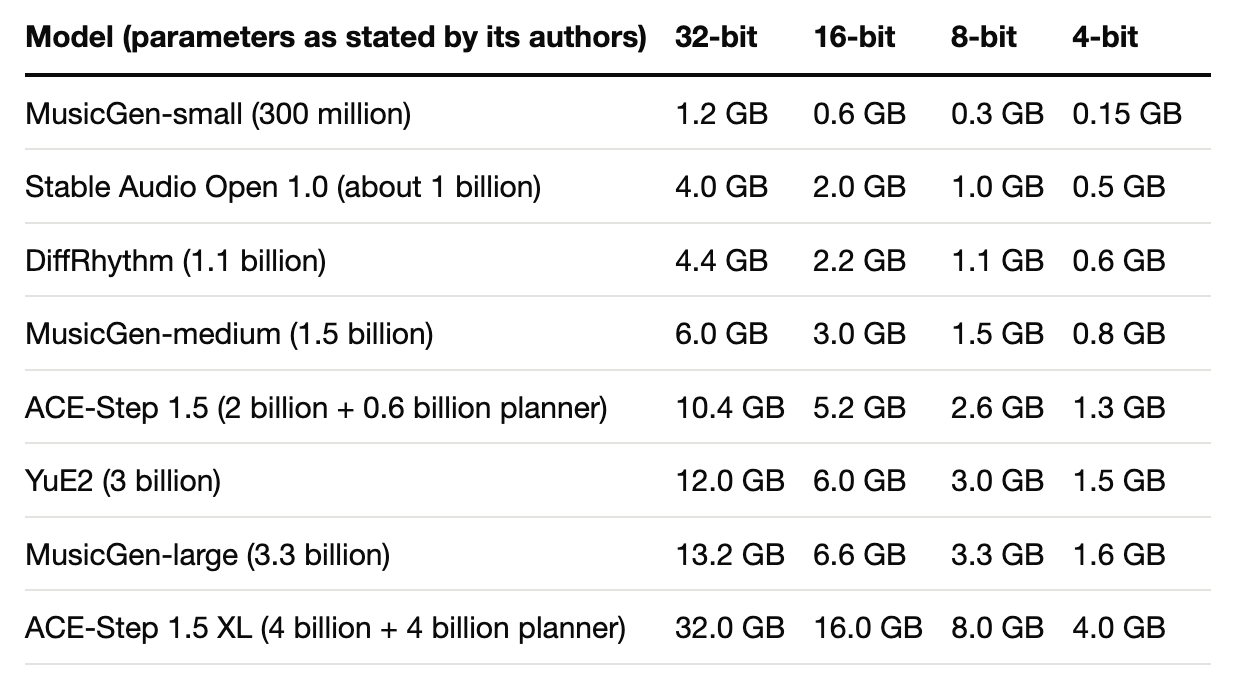 Model (parameters as stated by its authors) 32-bit 16-bit 8-bit 4-bit
MusicGen-small (300 million) 1.2 GB 0.6 GB 0.3 GB 0.15 GB
Stable Audio Open 1.0 (about 1 billion) 4.0 GB 2.0 GB 1.0 GB 0.5 GB
DiffRhythm (1.1 billion) 4.4 GB 2.2 GB 1.1 GB 0.6 GB
MusicGen-medium (1.5 billion) 6.0 GB 3.0 GB 1.5 GB 0.8 GB
ACE-Step 1.5 (2 billion + 0.6 billion planner) 10.4 GB 5.2 GB 2.6 GB 1.3 GB
YuE2 (3 billion) 12.0 GB 6.0 GB 3.0 GB 1.5 GB
MusicGen-large (3.3 billion) 13.2 GB 6.6 GB 3.3 GB 1.6 GB
ACE-Step 1.5 XL (4 billion + 4 billion planner) 32.0 GB 16.0 GB 8.0 GB 4.0 GB